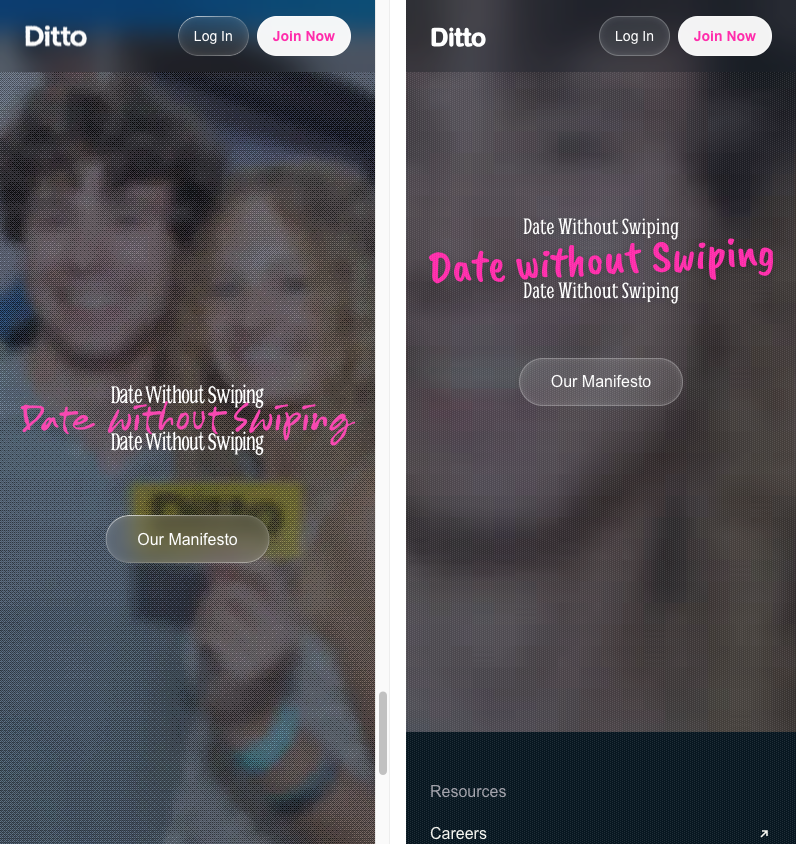 Ditto
Log In
Join Now
Date Without Swiping
Date without Swiping
Date Without Swiping
Ditto
Our Manifesto
Ditto
Log In
Join Now
Date Without Swiping
Date without Swiping
Date Without Swiping
Our Manifesto
Resources
Careers